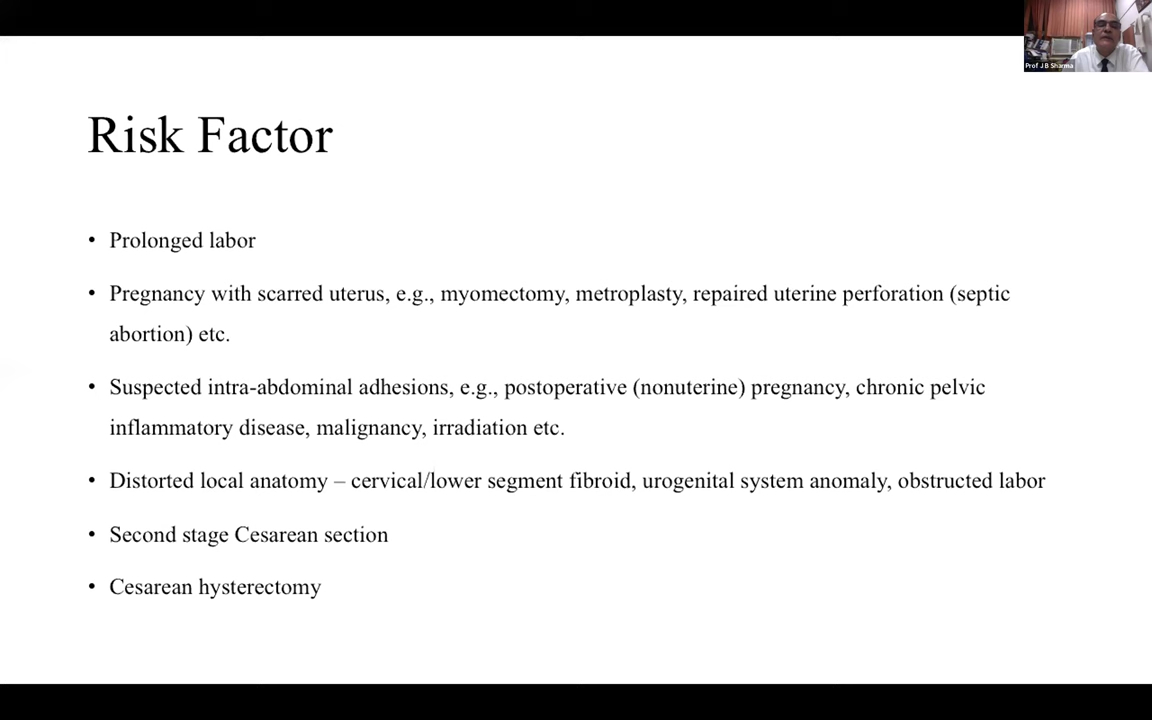 Prof J B Sharma
Risk Factor
• Prolonged labor
• Pregnancy with scarred uterus, e.g., myomectomy, metroplasty, repaired uterine perforation (septic
abortion) etc.
• Suspected intra-abdominal adhesions, e.g., postoperative (nonuterine) pregnancy, chronic pelvic
inflammatory disease, malignancy, irradiation etc.
• Distorted local anatomy – cervical/lower segment fibroid, urogenital system anomaly, obstructed labor
• Second stage Cesarean section
• Cesarean hysterectomy